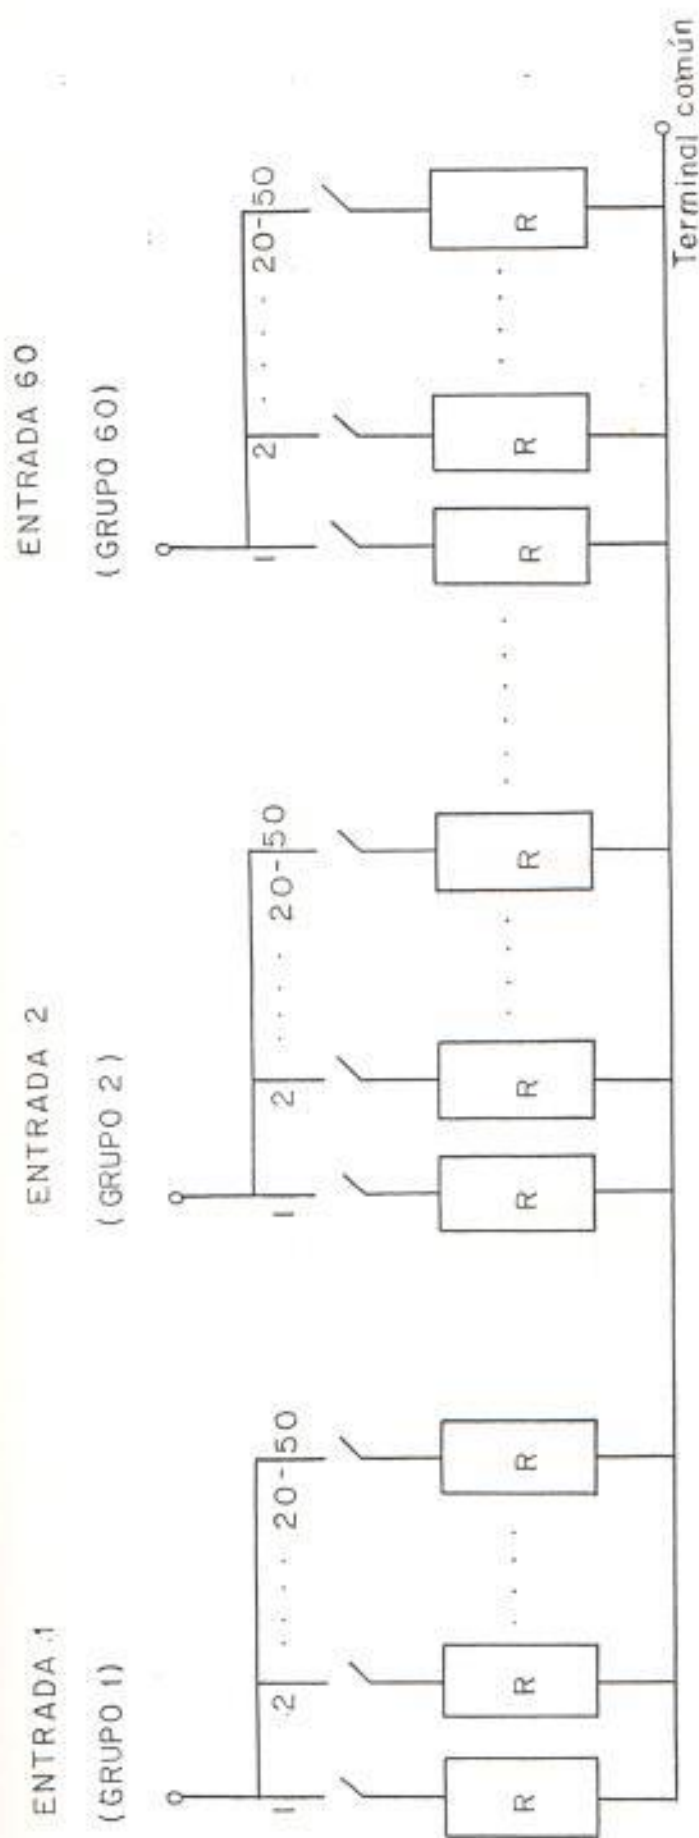 ENTRADA 1
(GRUPO 1)
1 2 ..... 20-50
R R ..... R
ENTRADA 2
(GRUPO 2)
1 2 ..... 20-50
R R ..... R
ENTRADA 60
(GRUPO 60)
1 2 ..... 20-50
R R ..... R
Terminal común